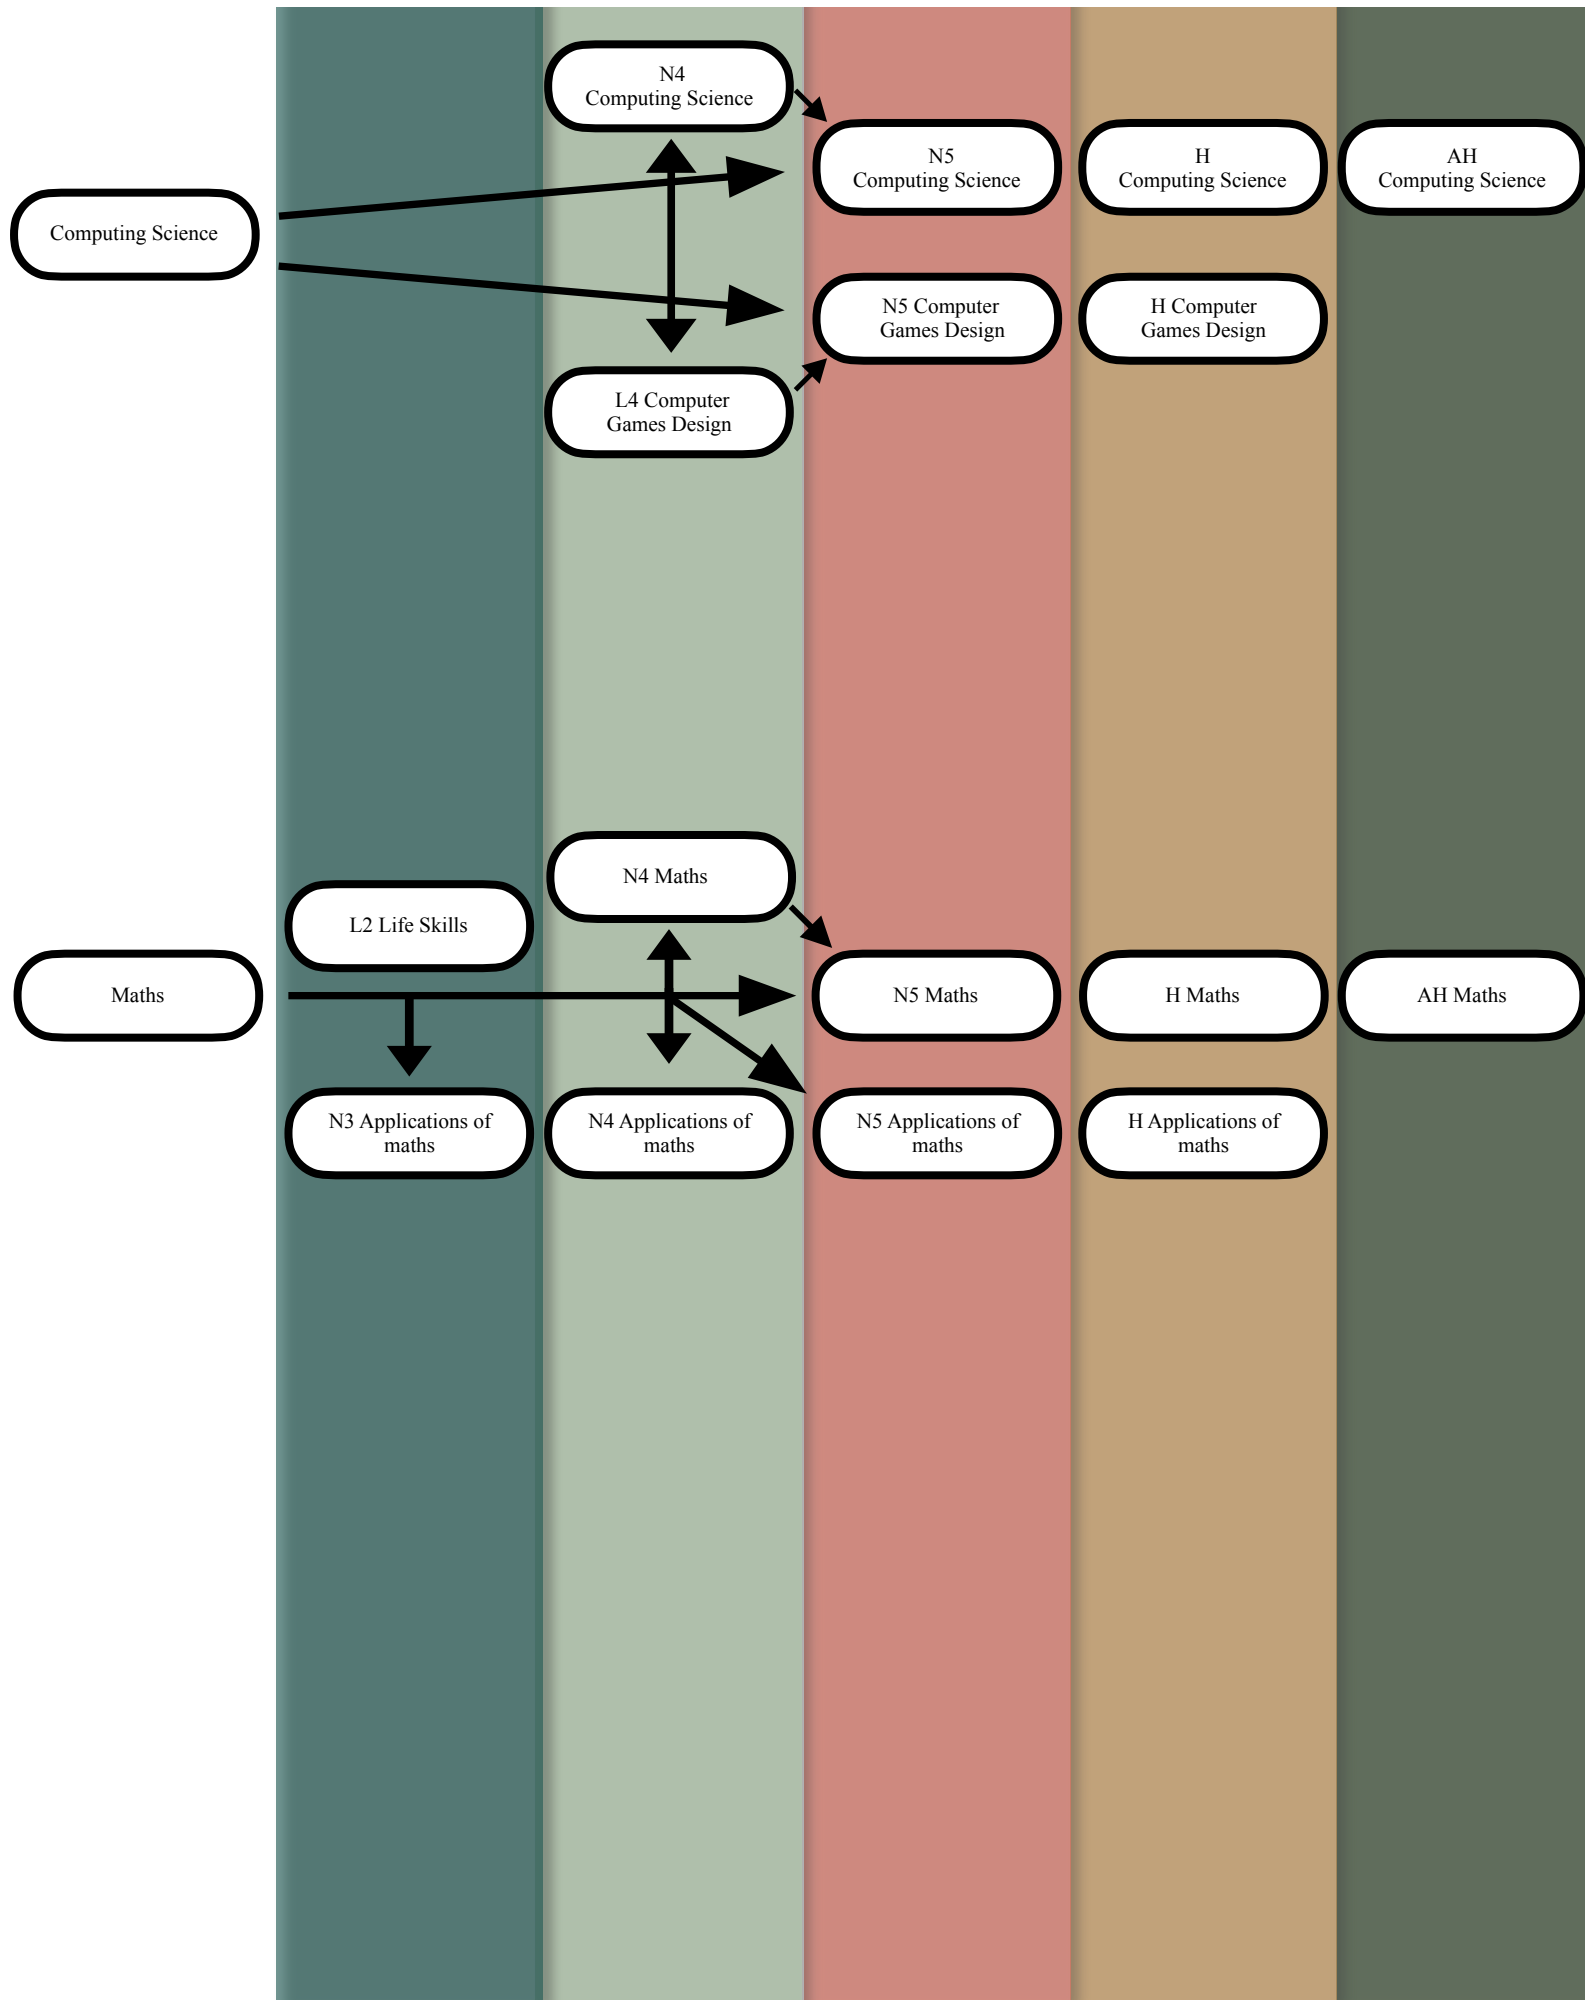 N4
Computing Science
N5
Computing Science
H
Computing Science
AH
Computing Science
Computing Science
N5 Computer
Games Design
H Computer
Games Design
L4 Computer
Games Design
N4 Maths
L2 Life Skills
Maths
N5 Maths
H Maths
AH Maths
N3 Applications of
maths
N4 Applications of
maths
N5 Applications of
maths
H Applications of
maths